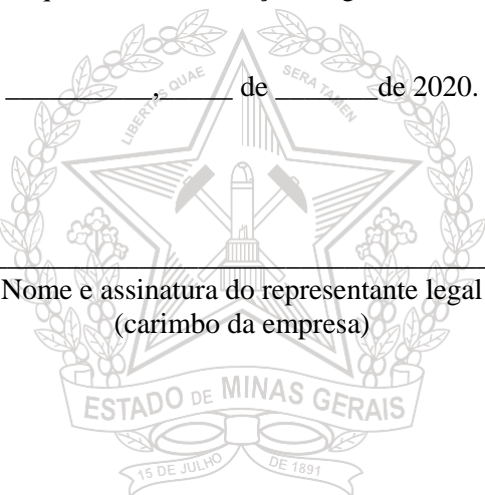 __________,_____ de _______de 2020.
LIBERTAS QUAE SERA TAMEN
Nome e assinatura do representante legal
(carimbo da empresa)
ESTADO DE MINAS GERAIS
15 DE JULHO DE 1891